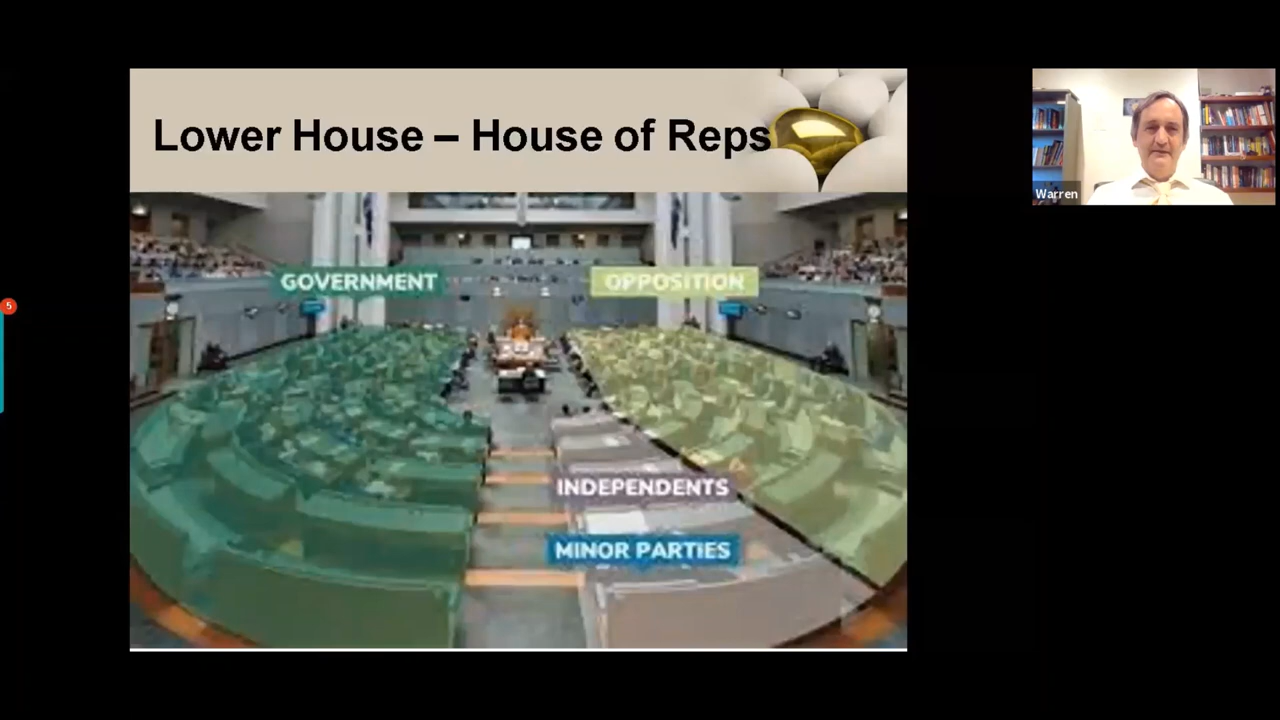 Lower House – House of Reps
GOVERNMENT
OPPOSITION
INDEPENDENTS
MINOR PARTIES
Warren
5